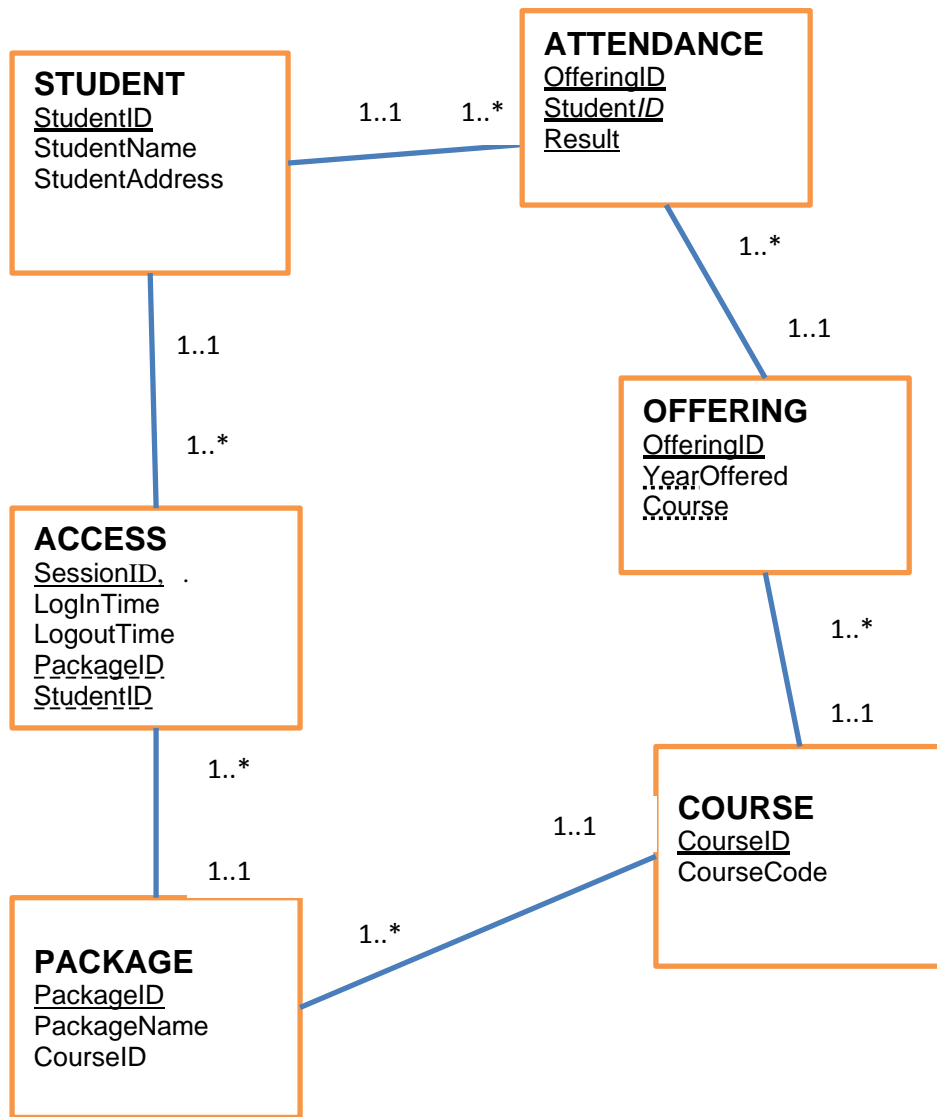 STUDENT
StudentID
StudentName
StudentAddress
1..1
1..*
ATTENDANCE
OfferingID
StudentID
Result
1..*
1..1
1..1
1..*
OFFERING
OfferingID
YearOffered
Course
ACCESS
SessionID, .
LogInTime
LogoutTime
PackageID
StudentID
1..*
1..1
1..*
1..1
COURSE
CourseID
CourseCode
1..1
1..*
PACKAGE
PackageID
PackageName
CourseID